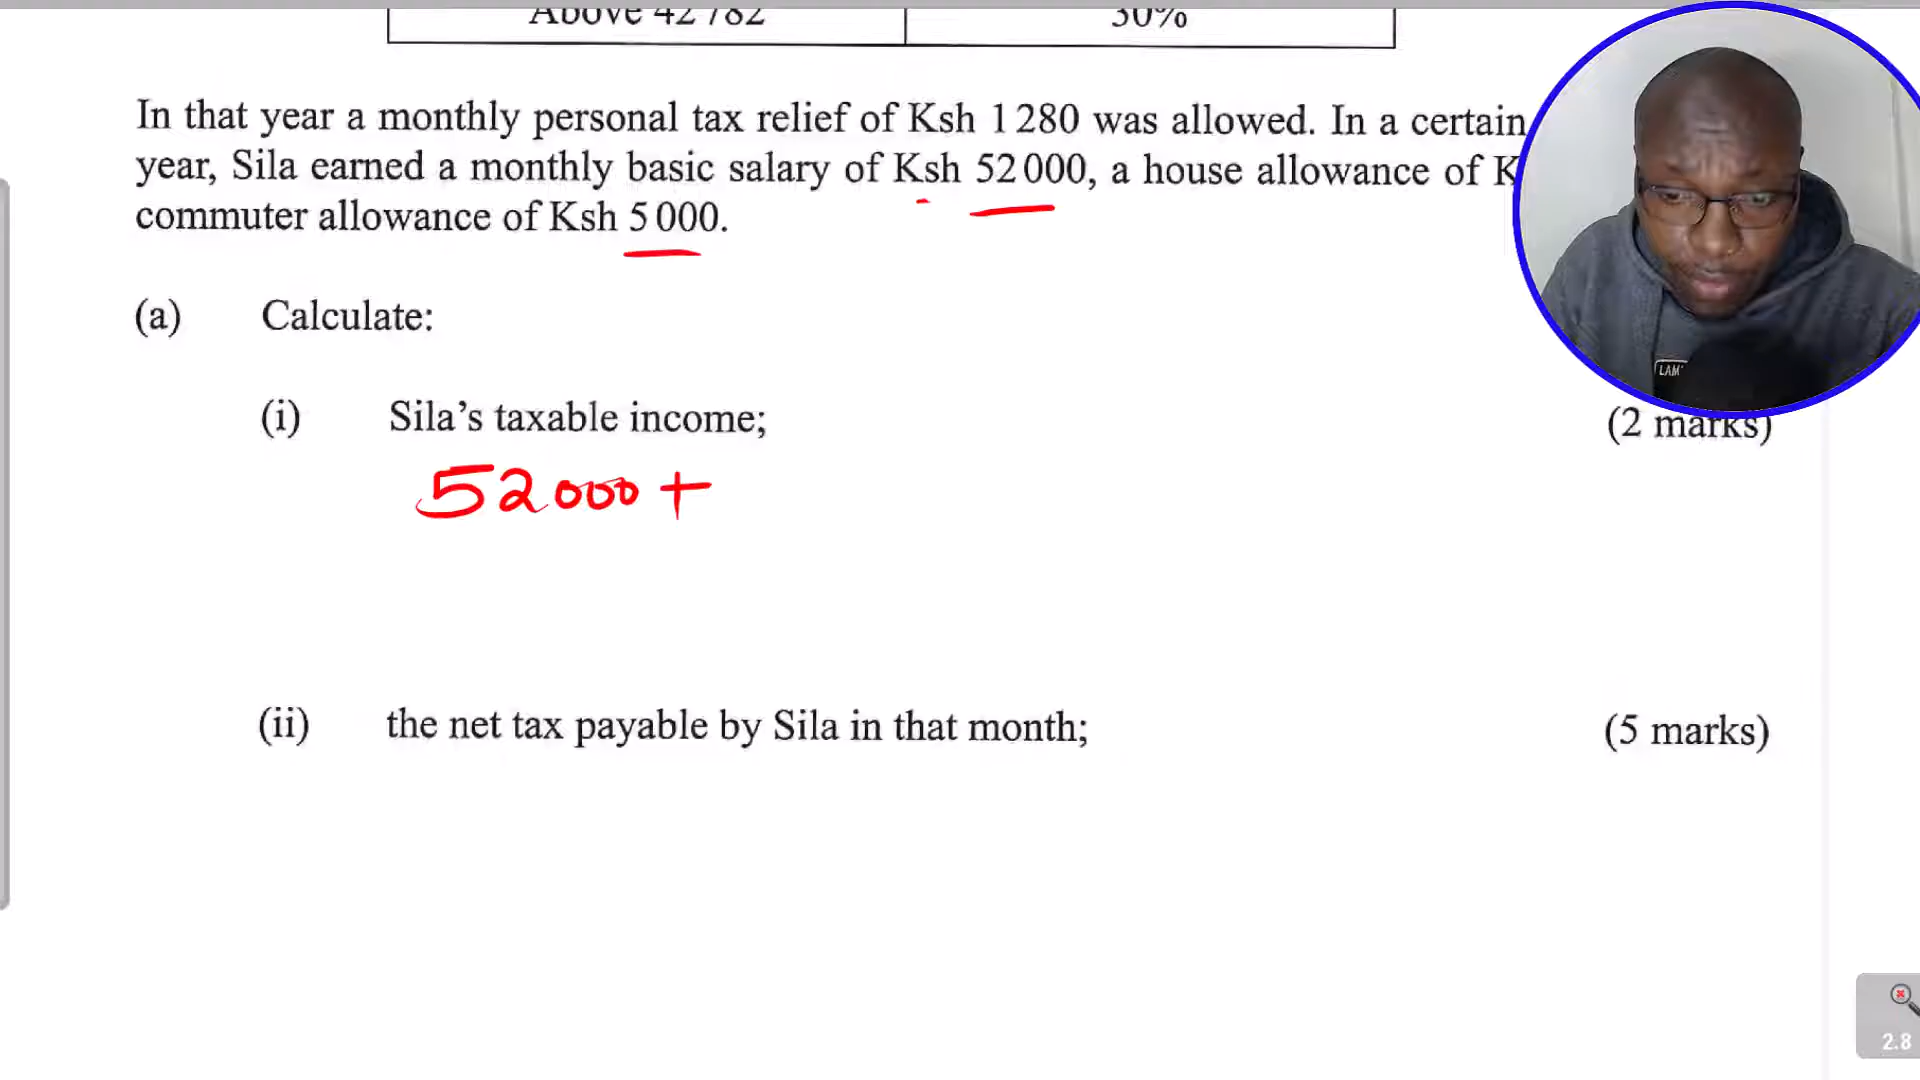 Above 42 782 30%
In that year a monthly personal tax relief of Ksh 1 280 was allowed. In a certain
year, Sila earned a monthly basic salary of Ksh 52 000, a house allowance of K
commuter allowance of Ksh 5 000.
(a) Calculate:
(i) Sila’s taxable income;
(2 marks)
52000 +
(ii) the net tax payable by Sila in that month; (5 marks)
LAM
2.8